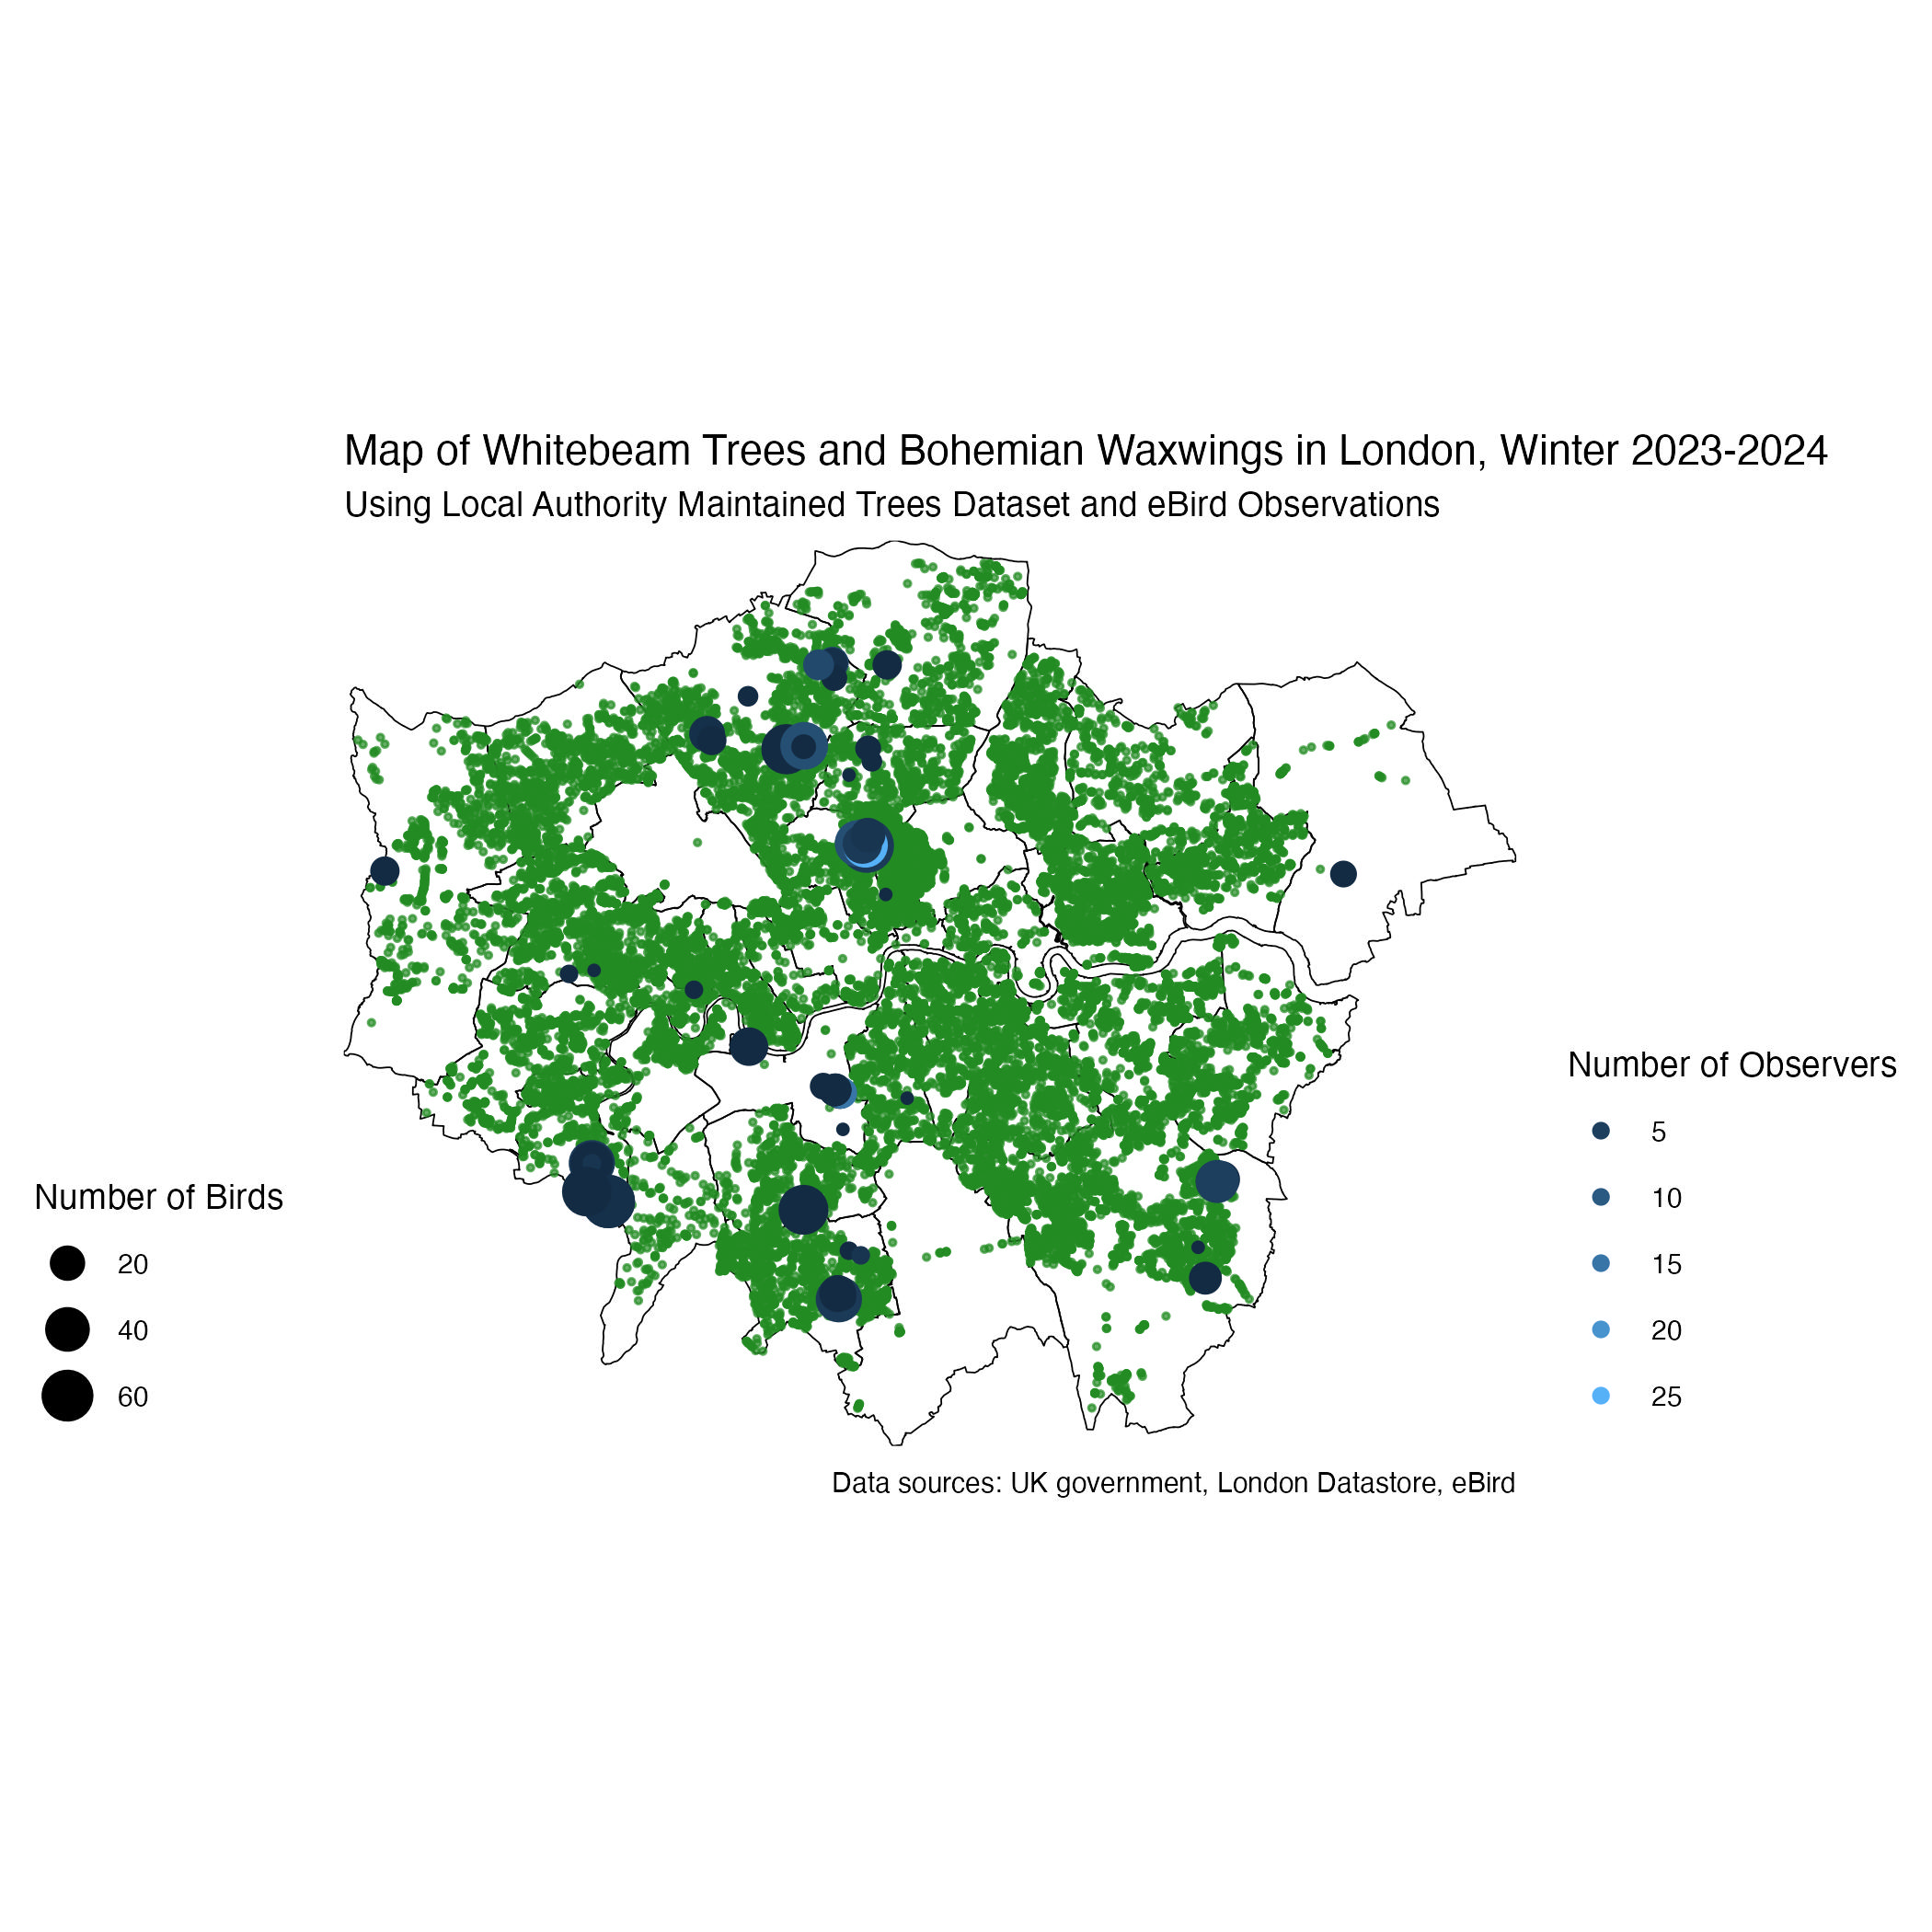 Map of Whitebeam Trees and Bohemian Waxwings in London, Winter 2023-2024
Using Local Authority Maintained Trees Dataset and eBird Observations
Number of Birds
20
40
60
Number of Observers
5
10
15
20
25
Data sources: UK government, London Datastore, eBird